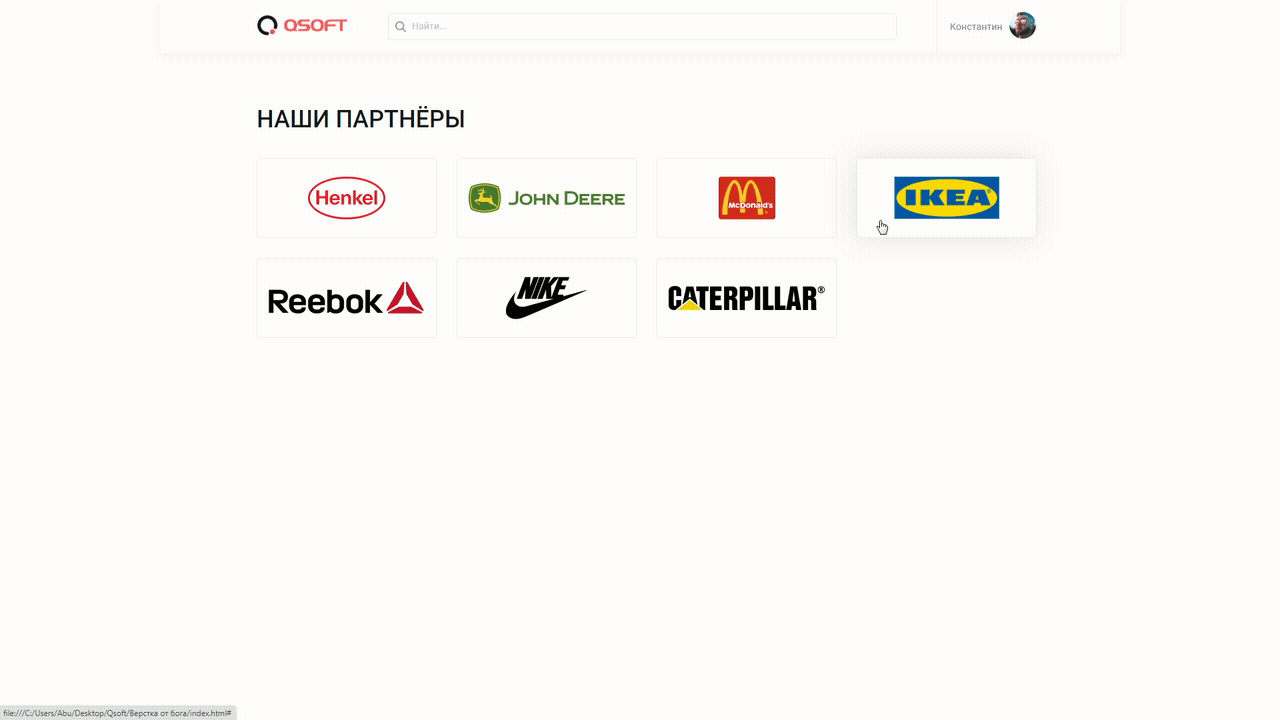 QSOFT
Найти...
Константин
НАШИ ПАРТНЁРЫ
Henkel
JOHN DEERE
McDonald's
IKEA
Reebok
NIKE
CATERPILLAR®
file:///C:/Users/Abu/Desktop/Qsoft/Верстка от бога/index.html#